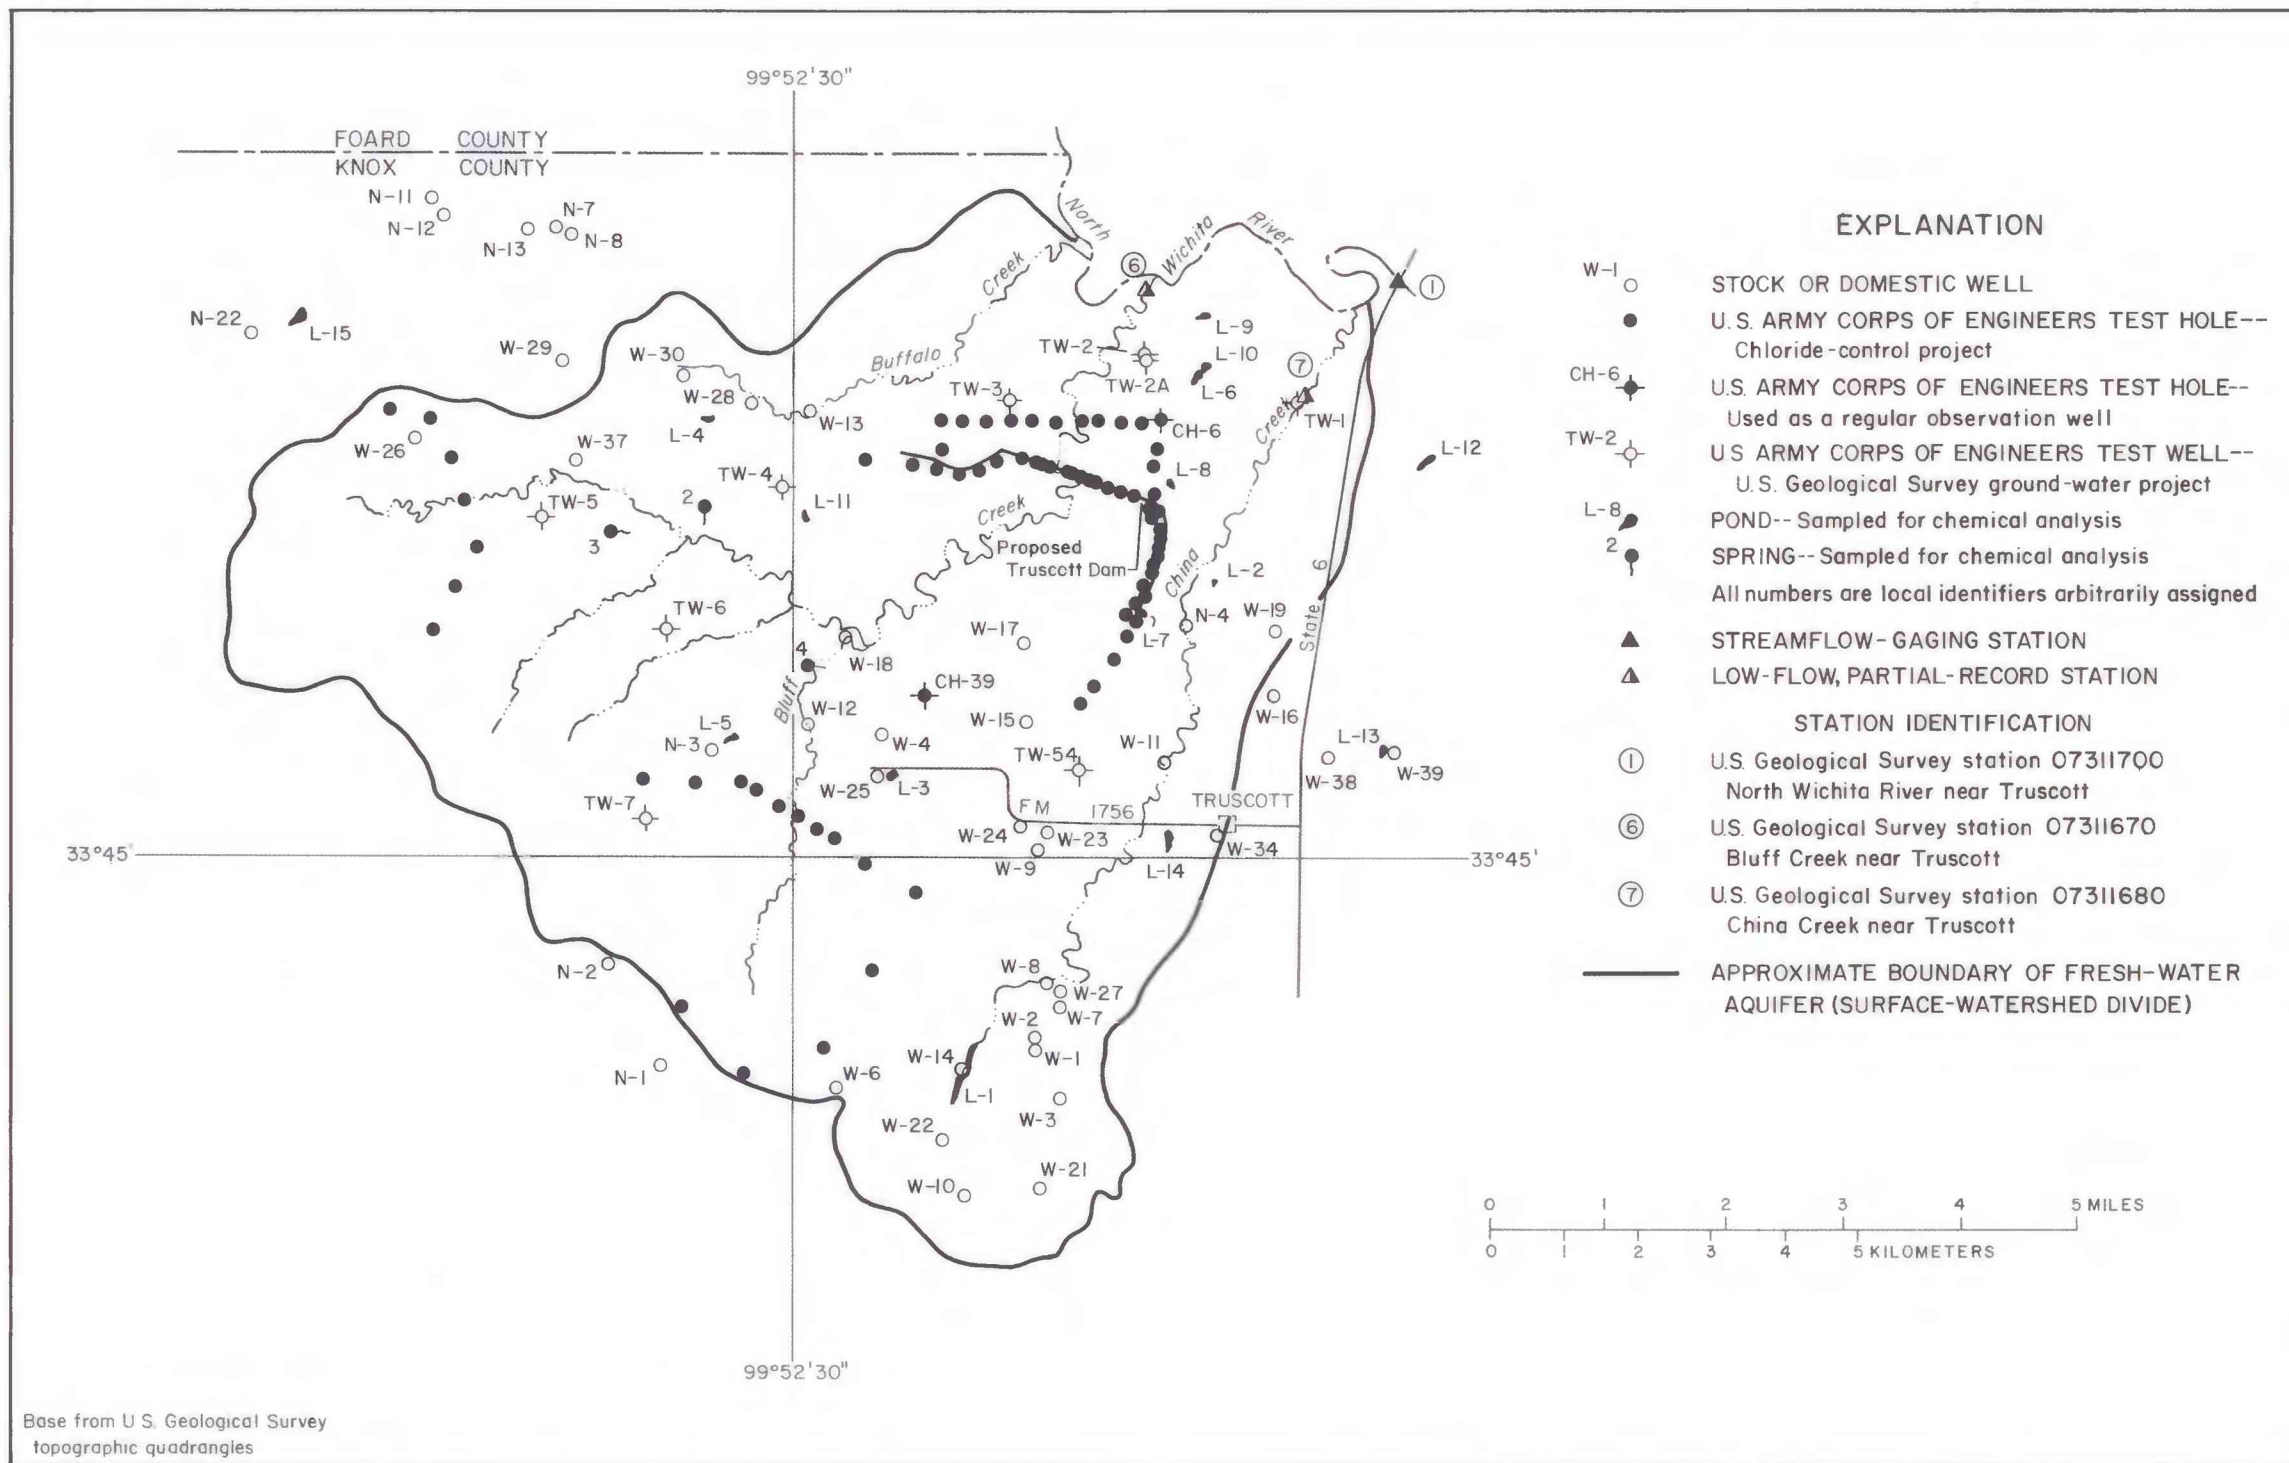 99°52'30"
FOARD COUNTY
KNOX COUNTY
N-11
N-12
N-7
N-13
N-8
North
Wichita
River
6
1
Creek
N-22
L-15
L-9
W-29
W-30
Buffalo
TW-2
L-10
7
W-28
TW-3
TW-2A
L-6
W-13
L-4
CH-6
Creek
TW-1
W-26
W-37
L-12
TW-4
L-8
2
TW-5
L-11
Creek
3
Proposed
Truscott Dam
China
L-2
State 6
TW-6
N-4
W-19
W-17
L-7
4
W-18
CH-39
Bluff
W-12
W-15
W-16
L-5
N-3
W-4
W-11
L-13
TW-54
W-25
L-3
W-38
W-39
TW-7
FM 1756
TRUSCOTT
W-24
W-23
W-34
33°45'
33°45'
W-9
L-14
N-2
W-8
W-27
W-7
W-2
W-14
W-1
N-1
W-6
L-1
W-3
W-22
W-21
W-10
99°52'30"
EXPLANATION
W-1
STOCK OR DOMESTIC WELL
U.S. ARMY CORPS OF ENGINEERS TEST HOLE--
Chloride-control project
CH-6
U.S. ARMY CORPS OF ENGINEERS TEST HOLE--
Used as a regular observation well
TW-2
US ARMY CORPS OF ENGINEERS TEST WELL--
U.S. Geological Survey ground-water project
L-8
POND--Sampled for chemical analysis
2
SPRING--Sampled for chemical analysis
All numbers are local identifiers arbitrarily assigned
STREAMFLOW-GAGING STATION
LOW-FLOW, PARTIAL-RECORD STATION
STATION IDENTIFICATION
1
U.S. Geological Survey station 07311700
North Wichita River near Truscott
6
U.S. Geological Survey station 07311670
Bluff Creek near Truscott
7
U.S. Geological Survey station 07311680
China Creek near Truscott
APPROXIMATE BOUNDARY OF FRESH-WATER
AQUIFER (SURFACE-WATERSHED DIVIDE)
0 1 2 3 4 5 MILES
0 1 2 3 4 5 KILOMETERS
Base from U S. Geological Survey
topographic quadrangles